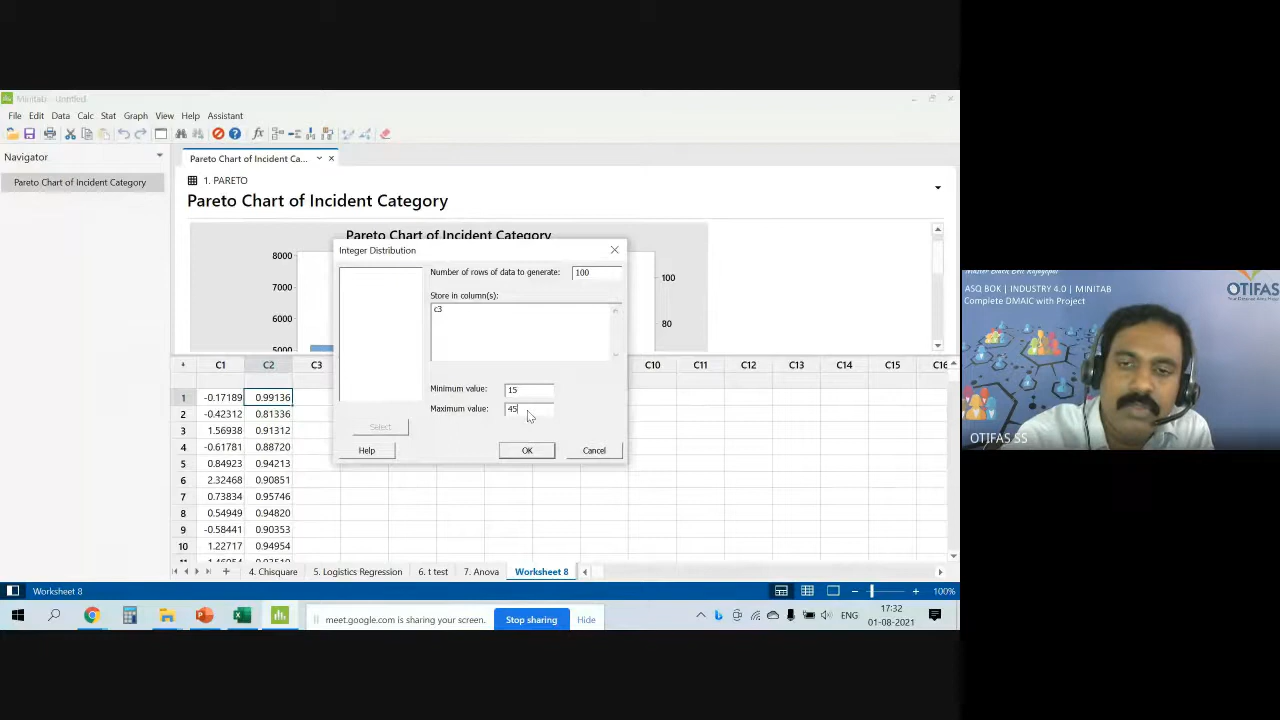 Minitab - Untitled
File Edit Data Calc Stat Graph View Help Assistant
Navigator
Pareto Chart of Incident Ca...
Pareto Chart of Incident Category
1. PARETO
Pareto Chart of Incident Category
Pareto Chart of Incident Category
8000
7000
6000
5000
100
80
Integer Distribution
Number of rows of data to generate: 100
Store in column(s):
c3
Minimum value: 15
Maximum value: 45
Select
Help OK Cancel
C1 C2 C3 C10 C11 C12 C13 C14 C15 C16
1 -0.17189 0.99136
2 -0.42312 0.81336
3 1.56938 0.91312
4 -0.61781 0.88720
5 0.84923 0.94213
6 2.32468 0.90851
7 0.73834 0.95746
8 0.54949 0.94820
9 -0.58441 0.90353
10 1.22717 0.94954
4. Chisquare 5. Logistics Regression 6. t test 7. Anova Worksheet 8
Worksheet 8
100%
meet.google.com is sharing your screen. Stop sharing Hide
ENG
17:32
01-08-2021
ASQ BOK | INDUSTRY 4.0 | MINITAB
Complete DMAIC with Project
OTIFAS
OTIFAS SS